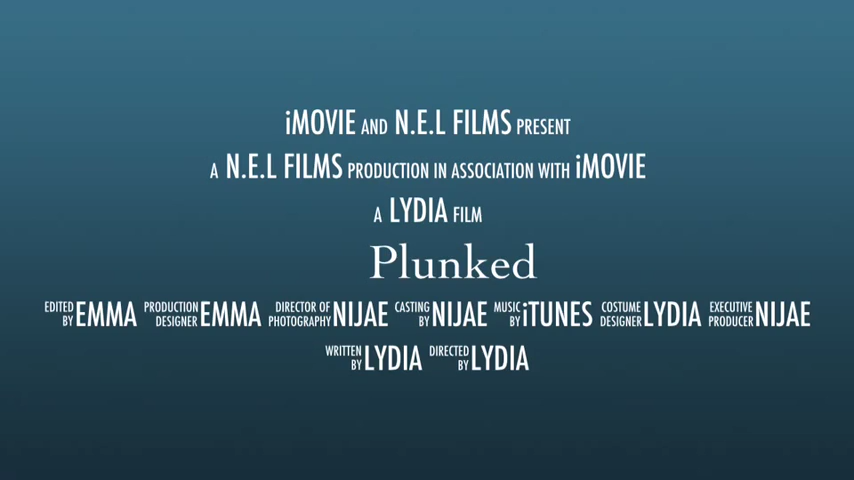 iMOVIE AND N.E.L FILMS PRESENT
A N.E.L FILMS PRODUCTION IN ASSOCIATION WITH iMOVIE
A LYDIA FILM
Plunked
EDITED BY EMMA PRODUCTION DESIGNER EMMA DIRECTOR OF PHOTOGRAPHY NIJAE CASTING BY NIJAE MUSIC BY iTUNES COSTUME DESIGNER LYDIA EXECUTIVE PRODUCER NIJAE
WRITTEN BY LYDIA DIRECTED BY LYDIA